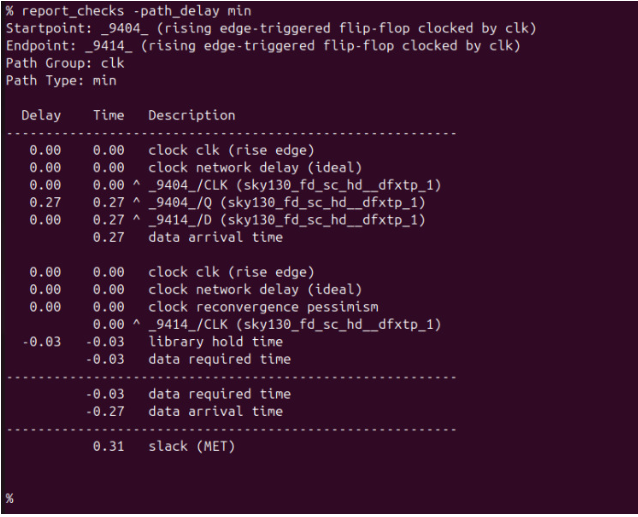 % report_checks -path_delay min
Startpoint: _9404_ (rising edge-triggered flip-flop clocked by clk)
Endpoint: _9414_ (rising edge-triggered flip-flop clocked by clk)
Path Group: clk
Path Type: min

  Delay    Time   Description
---------------------------------------------------------
   0.00    0.00   clock clk (rise edge)
   0.00    0.00   clock network delay (ideal)
   0.00    0.00 ^ _9404_/CLK (sky130_fd_sc_hd__dfxtp_1)
   0.27    0.27 ^ _9404_/Q (sky130_fd_sc_hd__dfxtp_1)
   0.00    0.27 ^ _9414_/D (sky130_fd_sc_hd__dfxtp_1)
           0.27   data arrival time

   0.00    0.00   clock clk (rise edge)
   0.00    0.00   clock network delay (ideal)
   0.00    0.00   clock reconvergence pessimism
           0.00 ^ _9414_/CLK (sky130_fd_sc_hd__dfxtp_1)
  -0.03   -0.03   library hold time
          -0.03   data required time
---------------------------------------------------------
          -0.03   data required time
          -0.27   data arrival time
---------------------------------------------------------
           0.31   slack (MET)

%